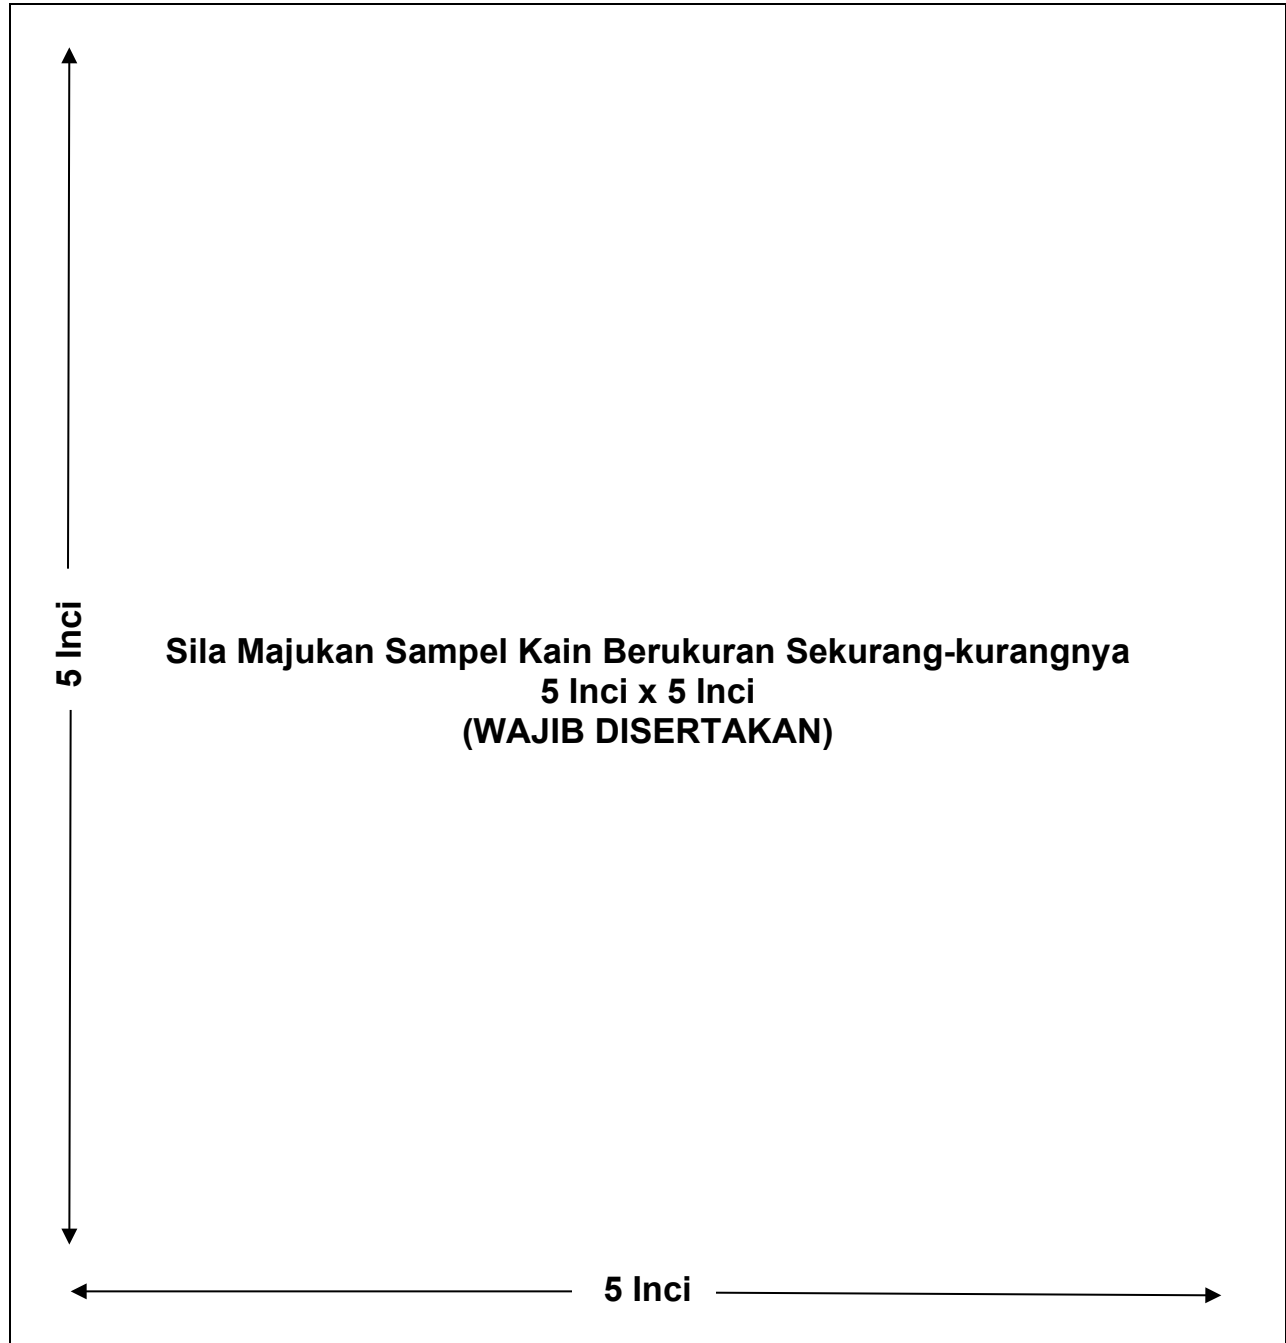 5 Inci
Sila Majukan Sampel Kain Berukuran Sekurang-kurangnya
5 Inci x 5 Inci
(WAJIB DISERTAKAN)
5 Inci